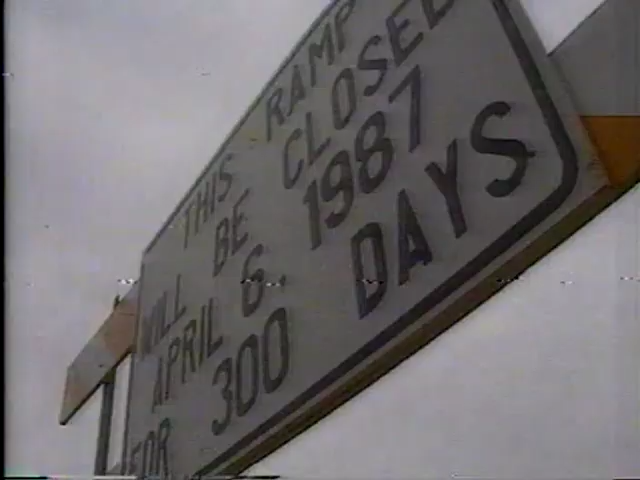 THIS RAMP
WILL BE CLOSED
APRIL 6, 1987
FOR 300 DAYS